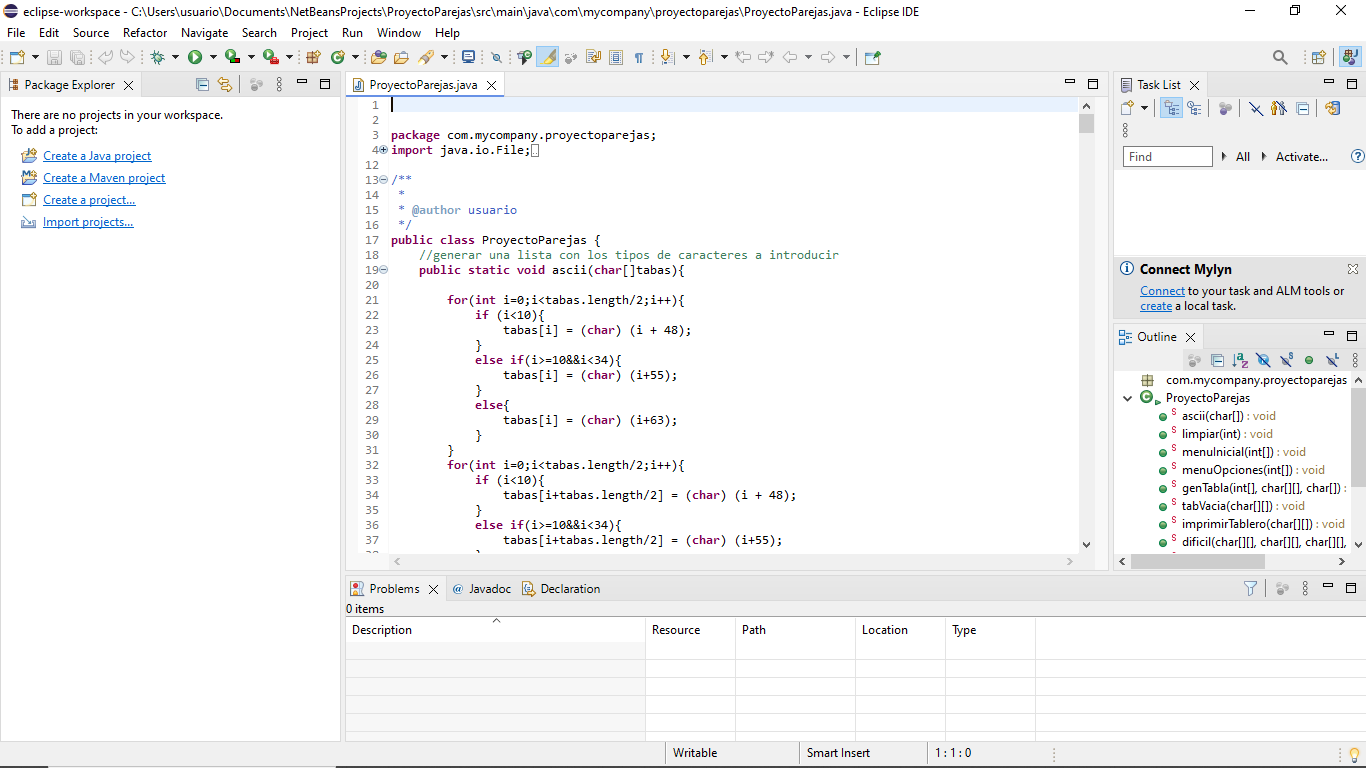 eclipse-workspace - C:\Users\usuario\Documents\NetBeansProjects\ProyectoParejas\src\main\java\com\mycompany\proyectoparejas\ProyectoParejas.java - Eclipse IDE
File Edit Source Refactor Navigate Search Project Run Window Help
Package Explorer
There are no projects in your workspace.
To add a project:
Create a Java project
Create a Maven project
Create a project...
Import projects...
ProyectoParejas.java
1
2
3 package com.mycompany.proyectoparejas;
4 import java.io.File;
12
13 /**
14 *
15 * @author usuario
16 */
17 public class ProyectoParejas {
18 //generar una lista con los tipos de caracteres a introducir
19 public static void ascii(char[]tabas){
20
21 for(int i=0;i<tabas.length/2;i++){
22 if (i<10){
23 tabas[i] = (char) (i + 48);
24 }
25 else if(i>=10&&i<34){
26 tabas[i] = (char) (i+55);
27 }
28 else{
29 tabas[i] = (char) (i+63);
30 }
31 }
32 for(int i=0;i<tabas.length/2;i++){
33 if (i<10){
34 tabas[i+tabas.length/2] = (char) (i + 48);
35 }
36 else if(i>=10&&i<34){
37 tabas[i+tabas.length/2] = (char) (i+55);
Task List
Find All Activate...
Connect Mylyn
Connect to your task and ALM tools or
create a local task.
Outline
com.mycompany.proyectoparejas
ProyectoParejas
ascii(char[]) : void
limpiar(int) : void
menuInicial(int[]) : void
menuOpciones(int[]) : void
genTabla(int[], char[][], char[]) :
tabVacia(char[][]) : void
imprimirTablero(char[][]) : void
dificil(char[][], char[][], char[][],
Problems @ Javadoc Declaration
0 items
Description Resource Path Location Type
Writable Smart Insert 1 : 1 : 0